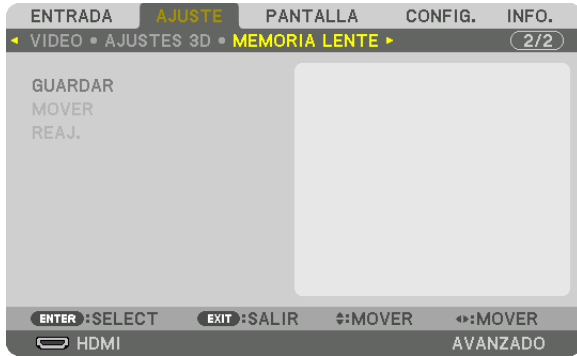 ENTRADA AJUSTE PANTALLA CONFIG. INFO.
◂ VIDEO • AJUSTES 3D • MEMORIA LENTE ▸ 2/2
GUARDAR
MOVER
REAJ.
ENTER :SELECT EXIT :SALIR ♦:MOVER ◂▸:MOVER
HDMI AVANZADO